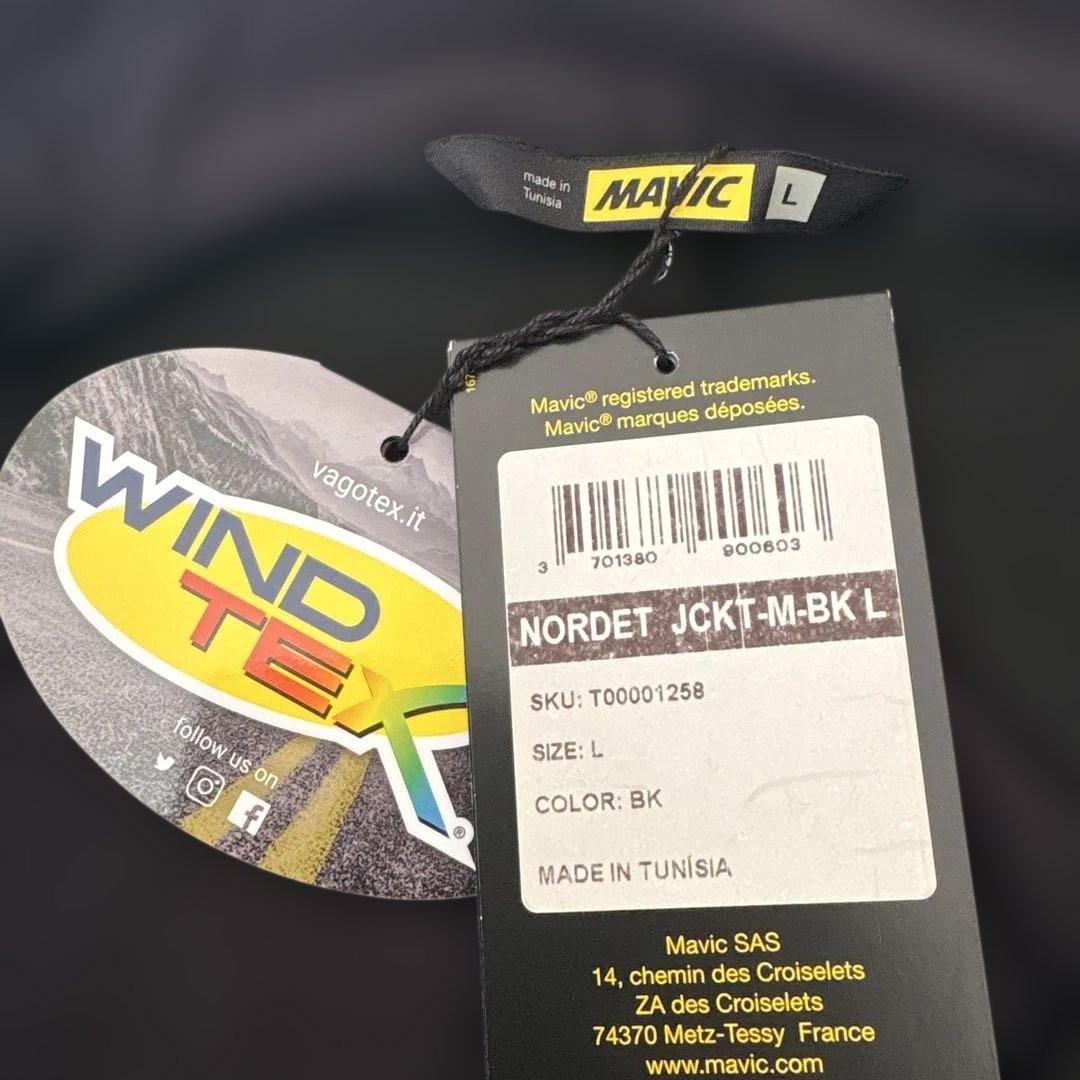 made in
Tunisia
MAVIC
L
vagotex.it
WIND
TEX
®
follow us on
Mavic® registered trademarks.
Mavic® marques déposées.
3 701380 900603
NORDET JCKT-M-BK L
SKU: T00001258
SIZE: L
COLOR: BK
MADE IN TUNÍSIA
Mavic SAS
14, chemin des Croiselets
ZA des Croiselets
74370 Metz-Tessy France
www.mavic.com